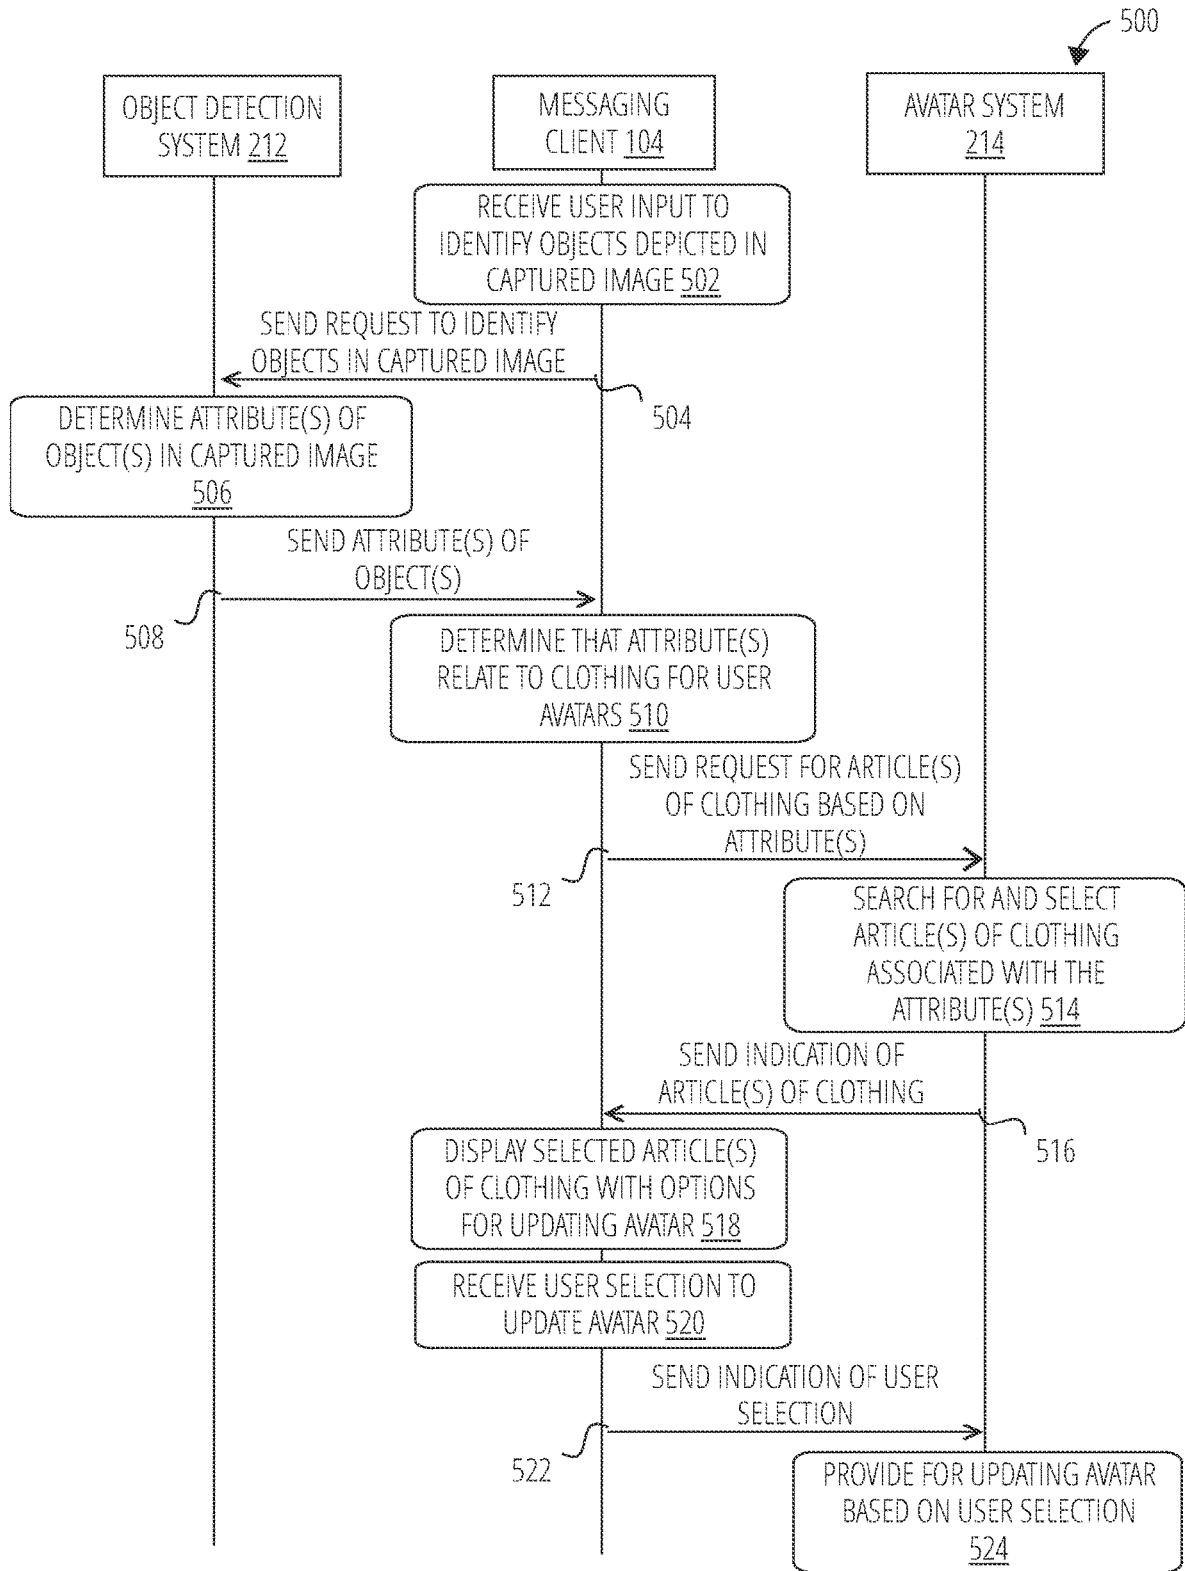 500
OBJECT DETECTION
SYSTEM 212
MESSAGING
CLIENT 104
AVATAR SYSTEM
214
RECEIVE USER INPUT TO
IDENTIFY OBJECTS DEPICTED IN
CAPTURED IMAGE 502
SEND REQUEST TO IDENTIFY
OBJECTS IN CAPTURED IMAGE
504
DETERMINE ATTRIBUTE(S) OF
OBJECT(S) IN CAPTURED IMAGE
506
SEND ATTRIBUTE(S) OF
OBJECT(S)
508
DETERMINE THAT ATTRIBUTE(S)
RELATE TO CLOTHING FOR USER
AVATARS 510
SEND REQUEST FOR ARTICLE(S)
OF CLOTHING BASED ON
ATTRIBUTE(S)
512
SEARCH FOR AND SELECT
ARTICLE(S) OF CLOTHING
ASSOCIATED WITH THE
ATTRIBUTE(S) 514
SEND INDICATION OF
ARTICLE(S) OF CLOTHING
516
DISPLAY SELECTED ARTICLE(S)
OF CLOTHING WITH OPTIONS
FOR UPDATING AVATAR 518
RECEIVE USER SELECTION TO
UPDATE AVATAR 520
SEND INDICATION OF USER
SELECTION
522
PROVIDE FOR UPDATING AVATAR
BASED ON USER SELECTION
524